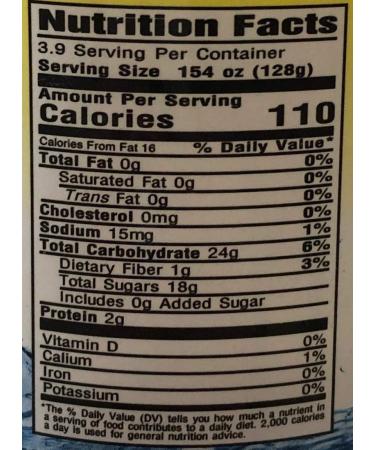 Nutrition Facts
3.9 Serving Per Container
Serving Size 154 oz (128g)
Amount Per Serving
Calories 110
Calories From Fat 16 % Daily Value*
Total Fat 0g 0%
Saturated Fat 0g 0%
Trans Fat 0g 0%
Cholesterol 0mg 0%
Sodium 15mg 1%
Total Carbohydrate 24g 6%
Dietary Fiber 1g 3%
Total Sugars 18g
Includes 0g Added Sugar
Protein 2g
Vitamin D 0%
Calium 1%
Iron 0%
Potassium 0%
*The % Daily Value (DV) tells you how much a nutrient in
a serving of food contributes to a daily diet. 2,000 calories
a day is used for general nutrition advice.